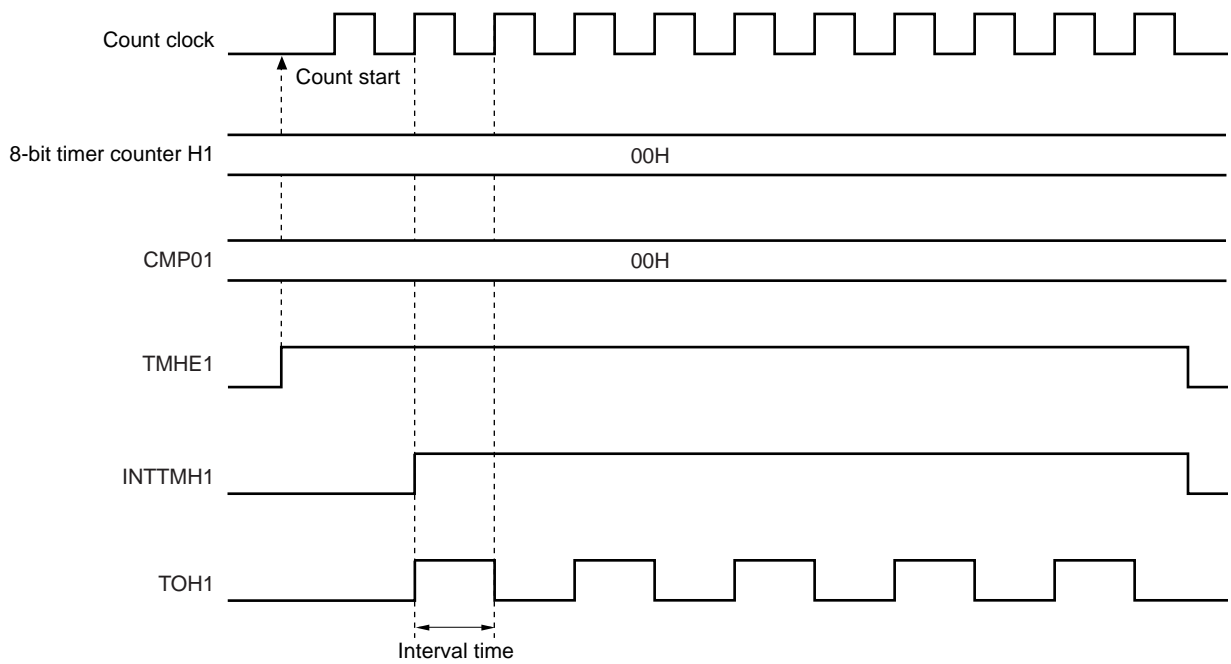 Count clock
Count start
8-bit timer counter H1
00H
CMP01
00H
TMHE1
INTTMH1
TOH1
Interval time